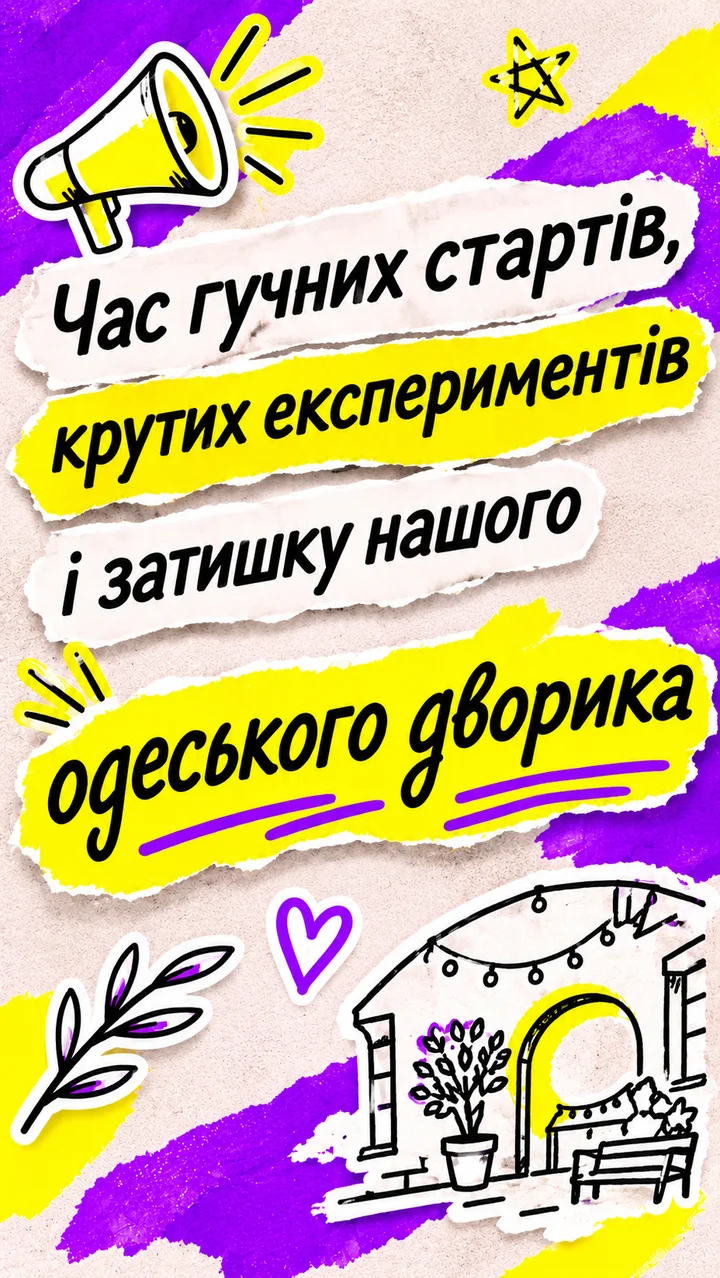 Час гучних стартів,
крутих експериментів
і затишку нашого
одеського дворика